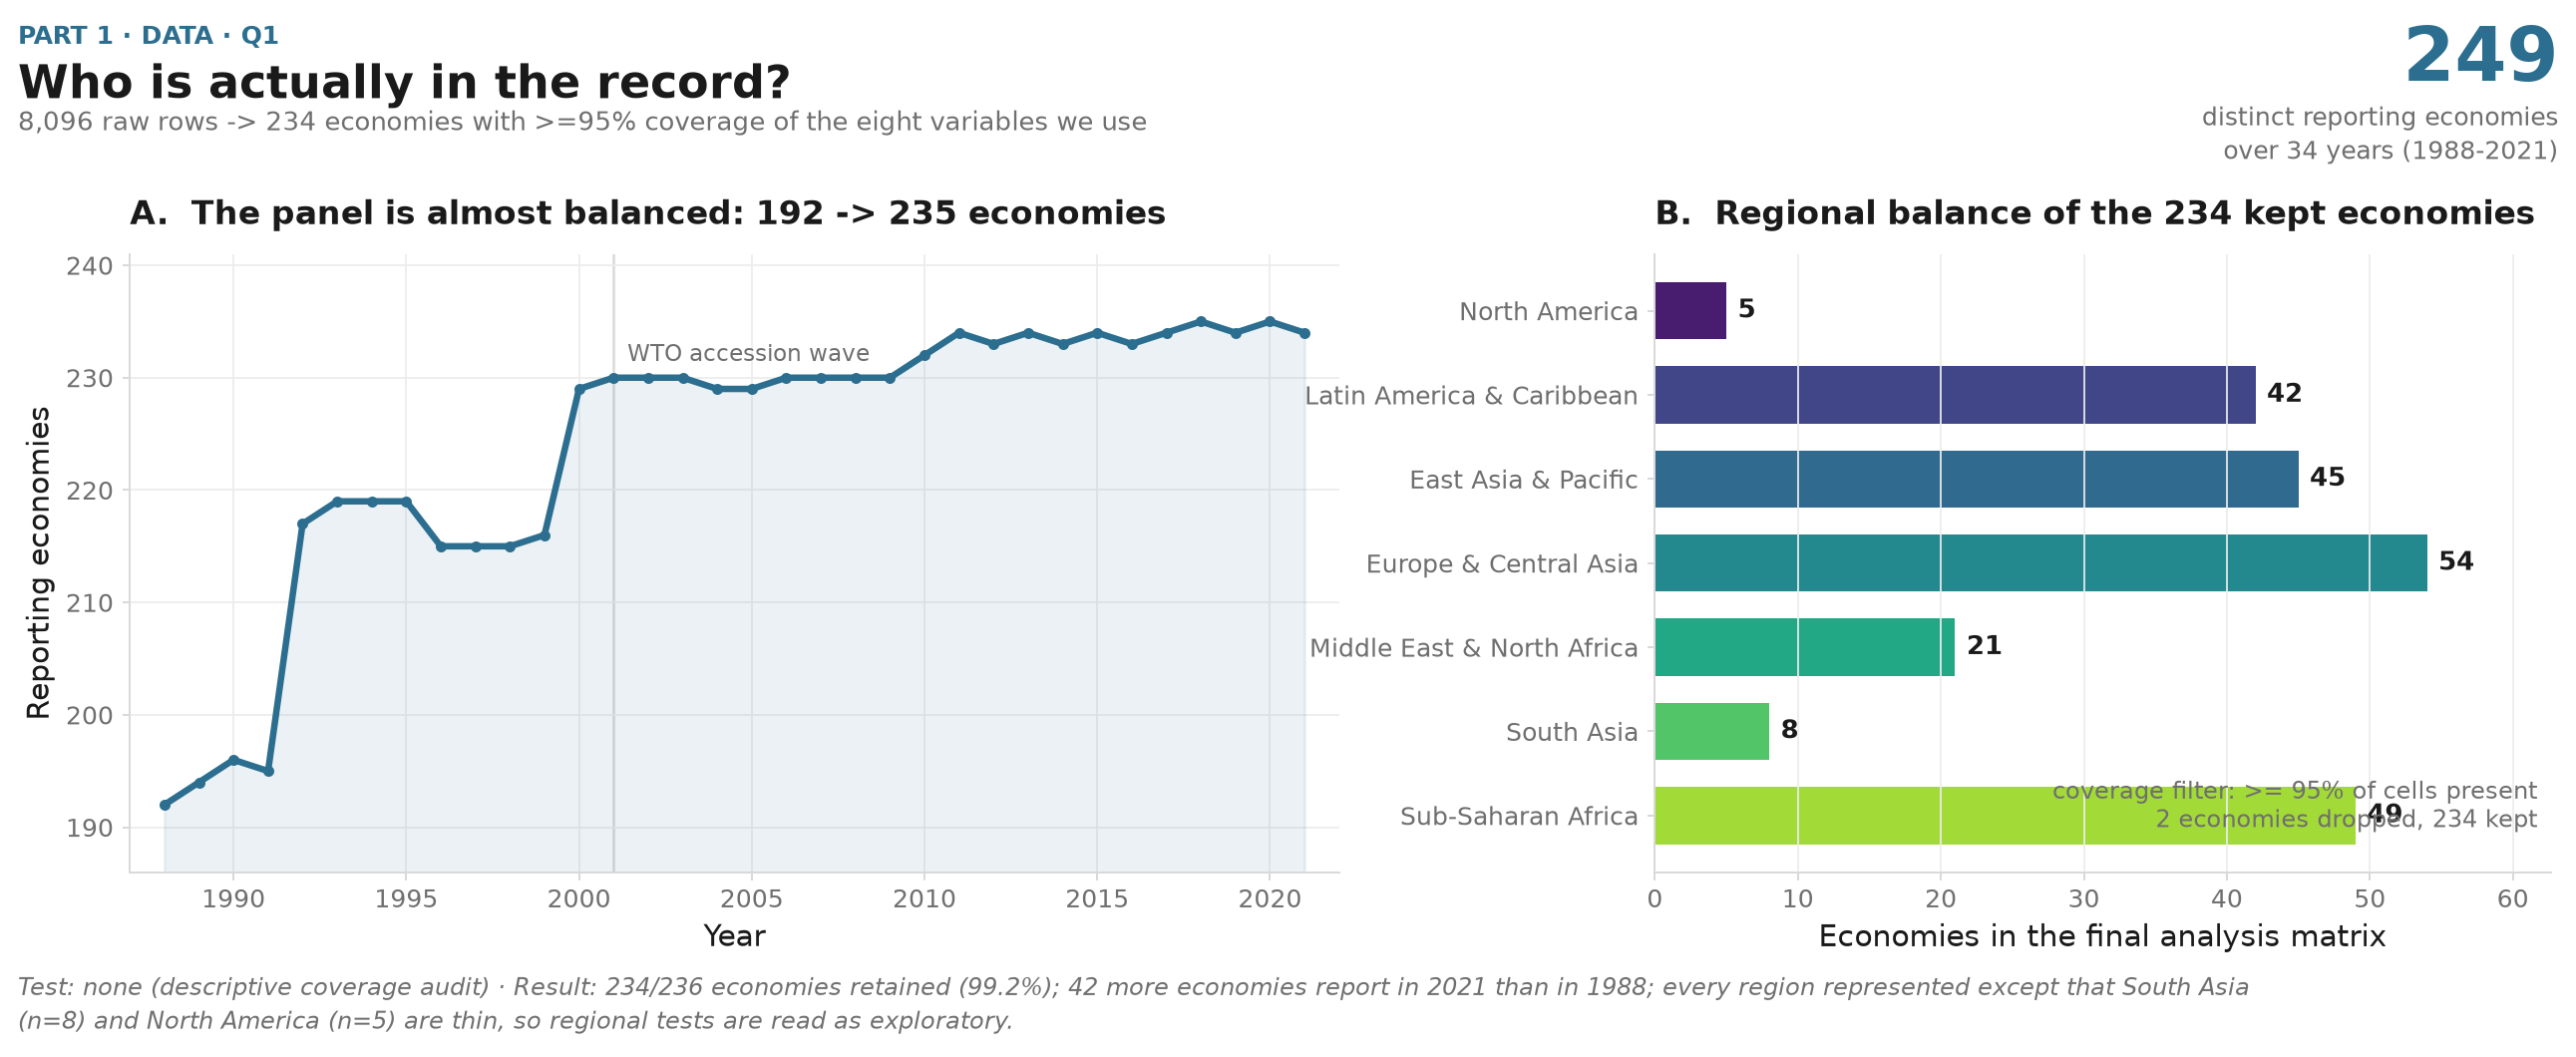 PART 1 · DATA · Q1
Who is actually in the record?
8,096 raw rows -> 234 economies with >=95% coverage of the eight variables we use
249
distinct reporting economies
over 34 years (1988-2021)
A.  The panel is almost balanced: 192 -> 235 economies
240
230
220
210
200
190
Reporting economies
WTO accession wave
1990
1995
2000
2005
2010
2015
2020
Year
B.  Regional balance of the 234 kept economies
North America
5
Latin America & Caribbean
42
East Asia & Pacific
45
Europe & Central Asia
54
Middle East & North Africa
21
South Asia
8
Sub-Saharan Africa
49
coverage filter: >= 95% of cells present
2 economies dropped, 234 kept
0
10
20
30
40
50
60
Economies in the final analysis matrix
Test: none (descriptive coverage audit) · Result: 234/236 economies retained (99.2%); 42 more economies report in 2021 than in 1988; every region represented except that South Asia
(n=8) and North America (n=5) are thin, so regional tests are read as exploratory.